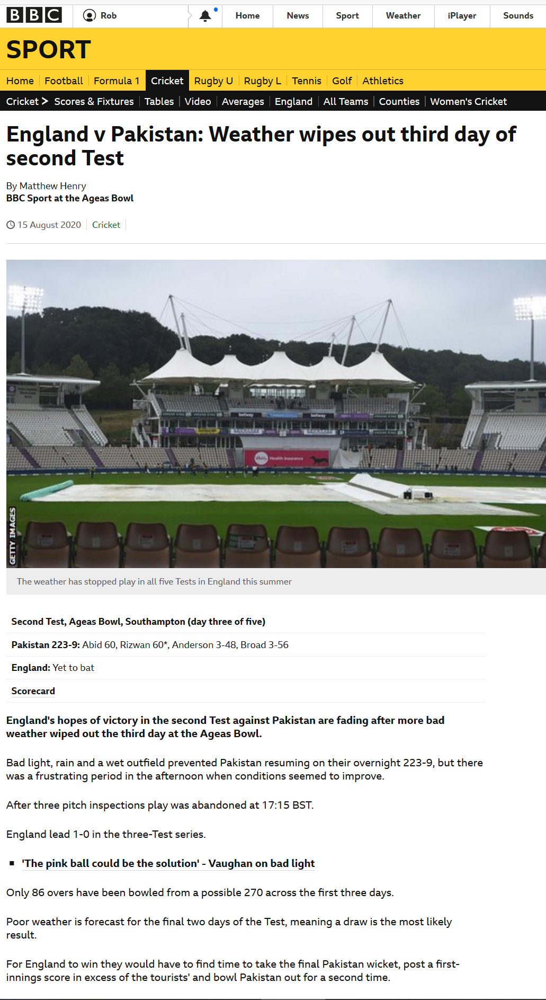 BBC
Rob
Home
News
Sport
Weather
iPlayer
Sounds
SPORT
Home
Football
Formula 1
Cricket
Rugby U
Rugby L
Tennis
Golf
Athletics
Cricket
Scores & Fixtures
Tables
Video
Averages
England
All Teams
Counties
Women's Cricket
England v Pakistan: Weather wipes out third day of
second Test
By Matthew Henry
BBC Sport at the Ageas Bowl
15 August 2020
Cricket
betway
betway
Health Insurance
GETTY IMAGES
The weather has stopped play in all five Tests in England this summer
Second Test, Ageas Bowl, Southampton (day three of five)
Pakistan 223-9: Abid 60, Rizwan 60*, Anderson 3-48, Broad 3-56
England: Yet to bat
Scorecard
England's hopes of victory in the second Test against Pakistan are fading after more bad
weather wiped out the third day at the Ageas Bowl.
Bad light, rain and a wet outfield prevented Pakistan resuming on their overnight 223-9, but there
was a frustrating period in the afternoon when conditions seemed to improve.
After three pitch inspections play was abandoned at 17:15 BST.
England lead 1-0 in the three-Test series.
'The pink ball could be the solution' - Vaughan on bad light
Only 86 overs have been bowled from a possible 270 across the first three days.
Poor weather is forecast for the final two days of the Test, meaning a draw is the most likely
result.
For England to win they would have to find time to take the final Pakistan wicket, post a first-
innings score in excess of the tourists' and bowl Pakistan out for a second time.